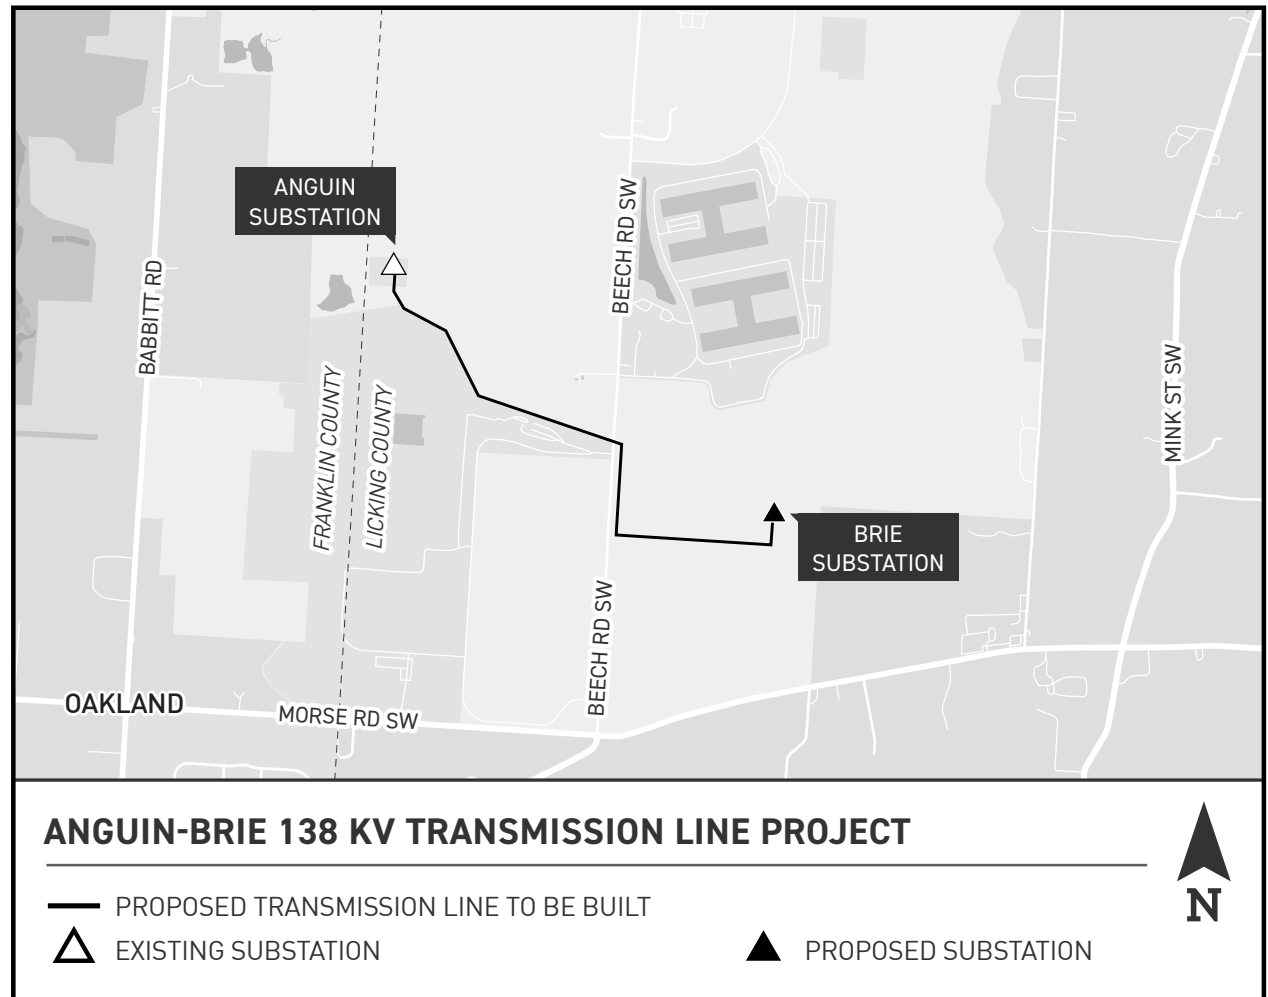 ANGUIN
SUBSTATION
BEECH RD SW
BABBITT RD
MINK ST SW
FRANKLIN COUNTY
LICKING COUNTY
BRIE
SUBSTATION
BEECH RD SW
OAKLAND
MORSE RD SW
ANGUIN-BRIE 138 KV TRANSMISSION LINE PROJECT
PROPOSED TRANSMISSION LINE TO BE BUILT
N
EXISTING SUBSTATION
PROPOSED SUBSTATION